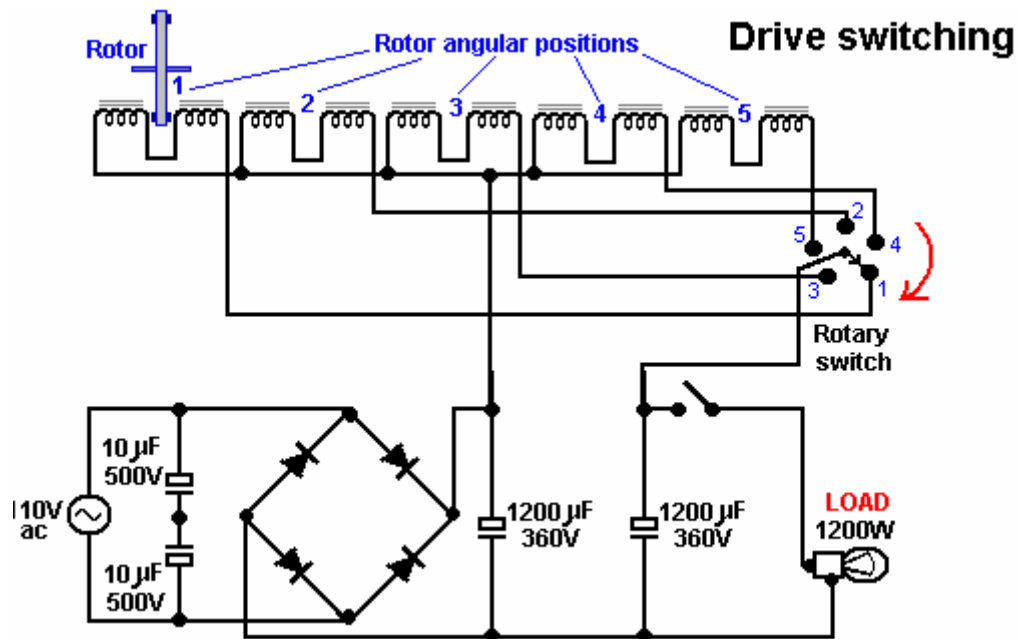 Drive switching
Rotor
Rotor angular positions
1
2
3
4
5
2
5
4
3
1
Rotary
switch
10 µF
500V
110V
ac
10 µF
500V
1200 µF
360V
1200 µF
360V
LOAD
1200W